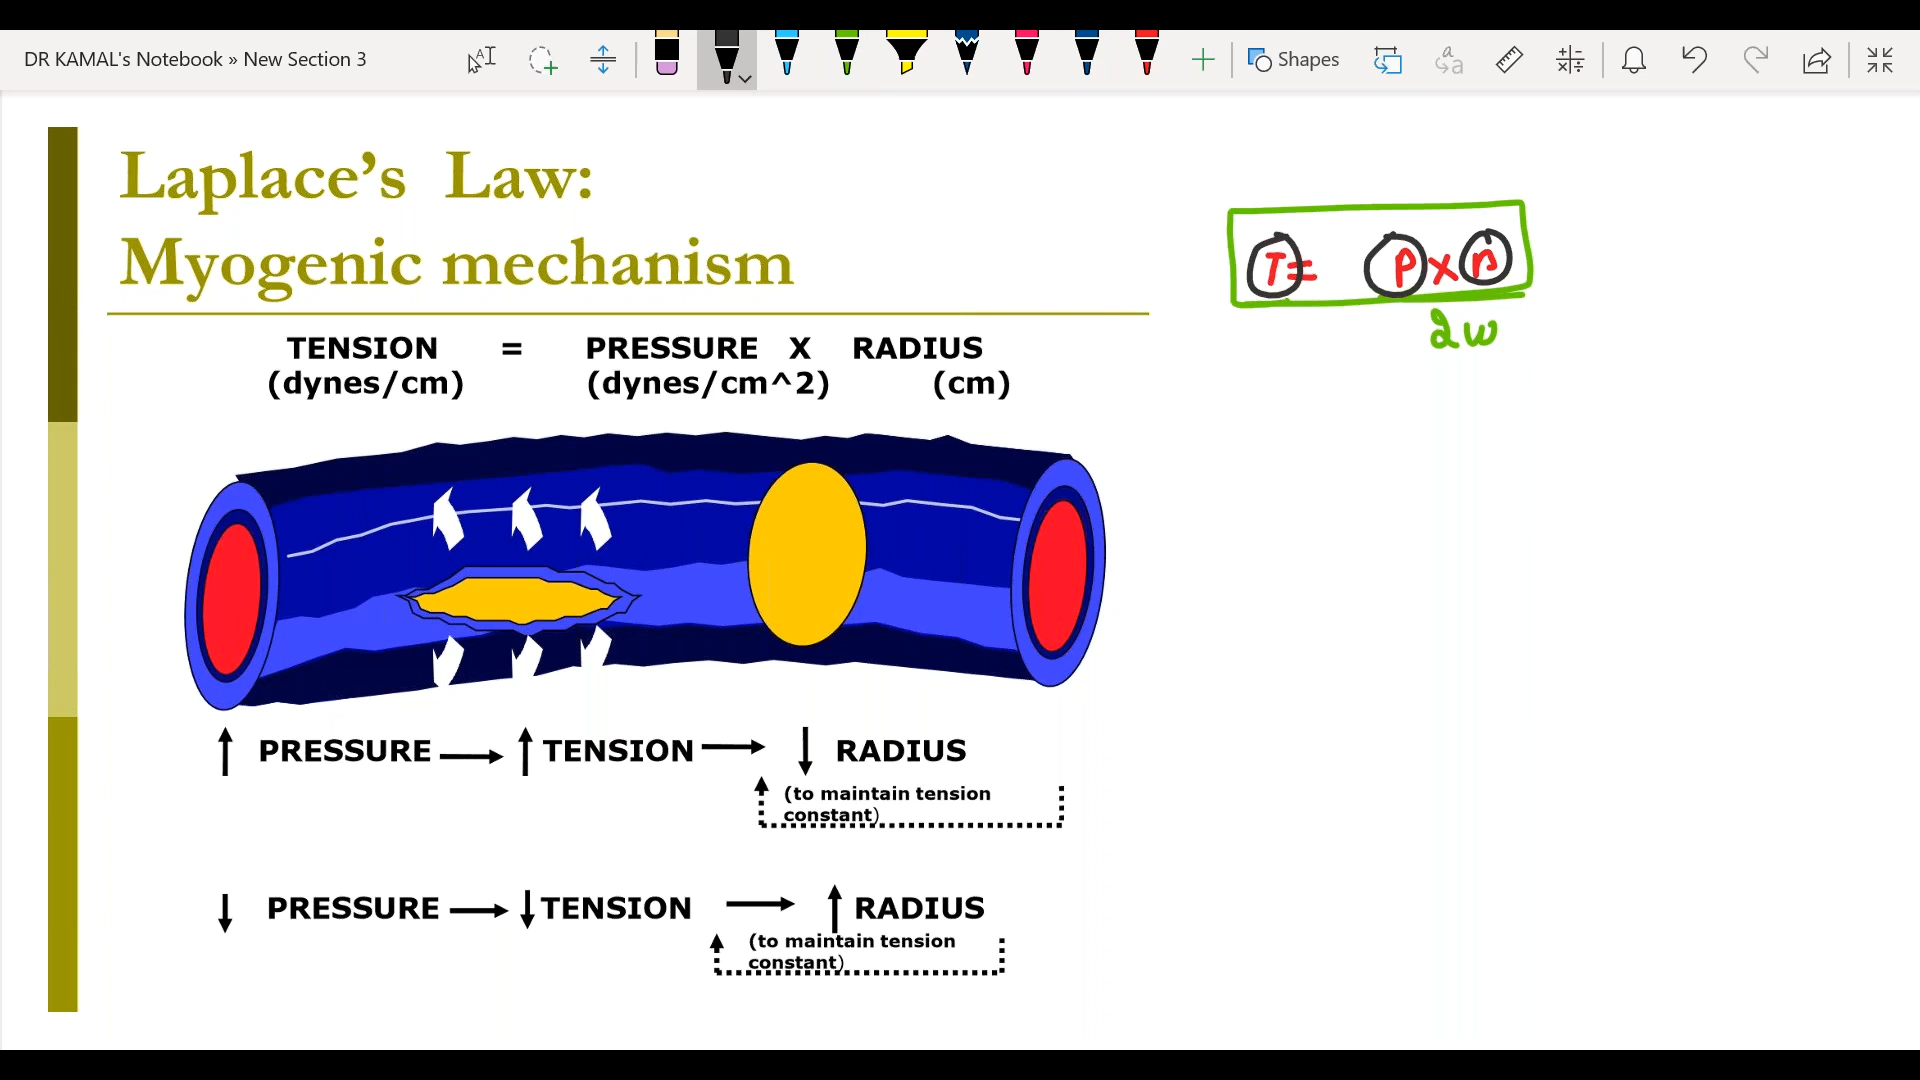 DR KAMAL's Notebook » New Section 3
Shapes
Laplace's Law:
Myogenic mechanism
T= P x r
2w
TENSION = PRESSURE X RADIUS
(dynes/cm) (dynes/cm^2) (cm)
PRESSURE → ↑ TENSION → ↓ RADIUS
(to maintain tension
constant)
↓ PRESSURE → ↓ TENSION → ↑ RADIUS
(to maintain tension
constant)